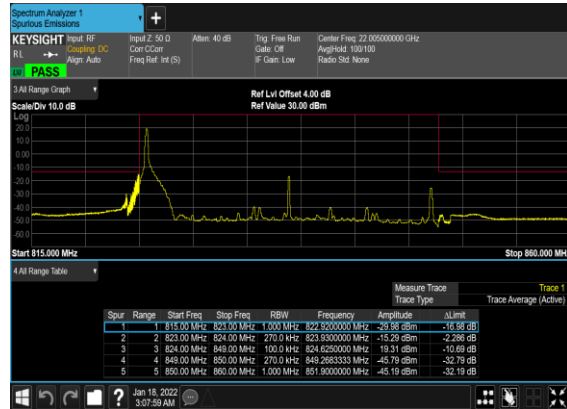 Spectrum Analyzer 1
Spurious Emissions
+
KEYSIGHT Input: RF Input Z: 50 Ω Atten: 40 dB Trig: Free Run Center Freq: 22.005000000 GHz
RL Coupling: DC Corr CCorr Gate: Off Avg|Hold: 100/100
Align: Auto Freq Ref: Int (S) IF Gain: Low Radio Std: None
PASS
3 All Range Graph Ref Lvl Offset 4.00 dB
Scale/Div 10.0 dB Ref Value 30.00 dBm
Log
20.0
10.0
0.00
-10.0
-20.0
-30.0
-40.0
-50.0
-60.0
Start 815.000 MHz Stop 860.000 MH
4 All Range Table
Measure Trace Trace 1
Trace Type Trace Average (Active)
Spur Range Start Freq Stop Freq RBW Frequency Amplitude ΔLimit
1 1 815.00 MHz 823.00 MHz 1.000 MHz 822.9200000 MHz -29.98 dBm -16.98 dB
2 2 823.00 MHz 824.00 MHz 270.0 kHz 823.9300000 MHz -15.29 dBm -2.286 dB
3 3 824.00 MHz 849.00 MHz 100.0 kHz 824.6250000 MHz 19.31 dBm -10.69 dB
4 4 849.00 MHz 850.00 MHz 270.0 kHz 849.2683333 MHz -45.79 dBm -32.79 dB
5 5 850.00 MHz 860.00 MHz 1.000 MHz 851.9000000 MHz -45.19 dBm -32.19 dB
? Jan 18, 2022
3:07:59 AM